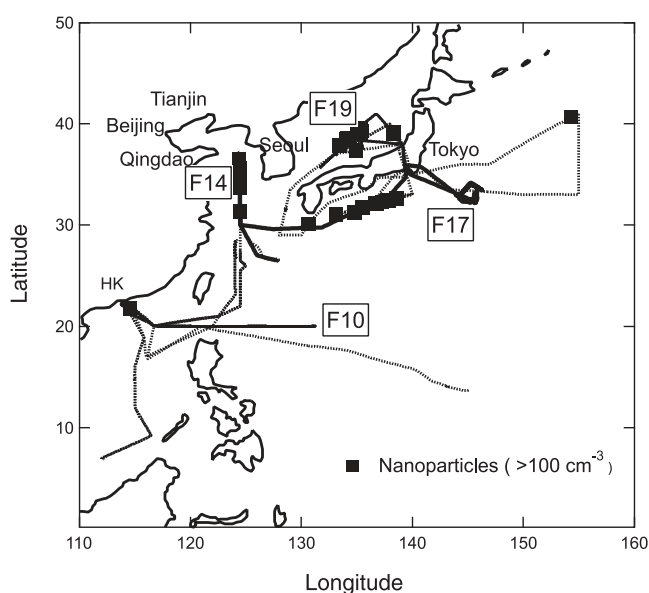 50
40
30
20
10
Latitude
Tianjin
F19
Beijing
Seoul
Tokyo
Qingdao
F14
F17
HK
F10
Nanoparticles ( >100 cm-3 )
110
120
130
140
150
160
Longitude